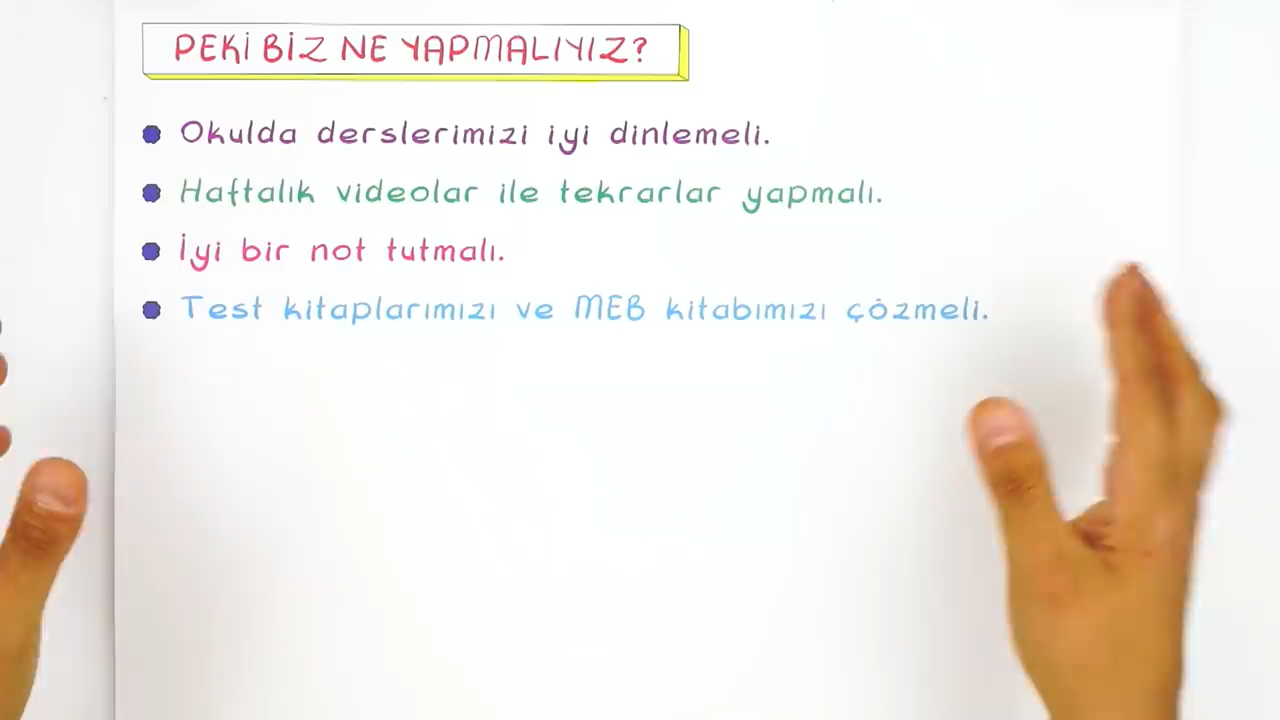 PEKİ BİZ NE YAPMALIYIZ?
Okulda derslerimizi iyi dinlemeli.
Haftalık videolar ile tekrarlar yapmalı.
İyi bir not tutmalı.
Test kitaplarımızı ve MEB kitabımızı çözmeli.